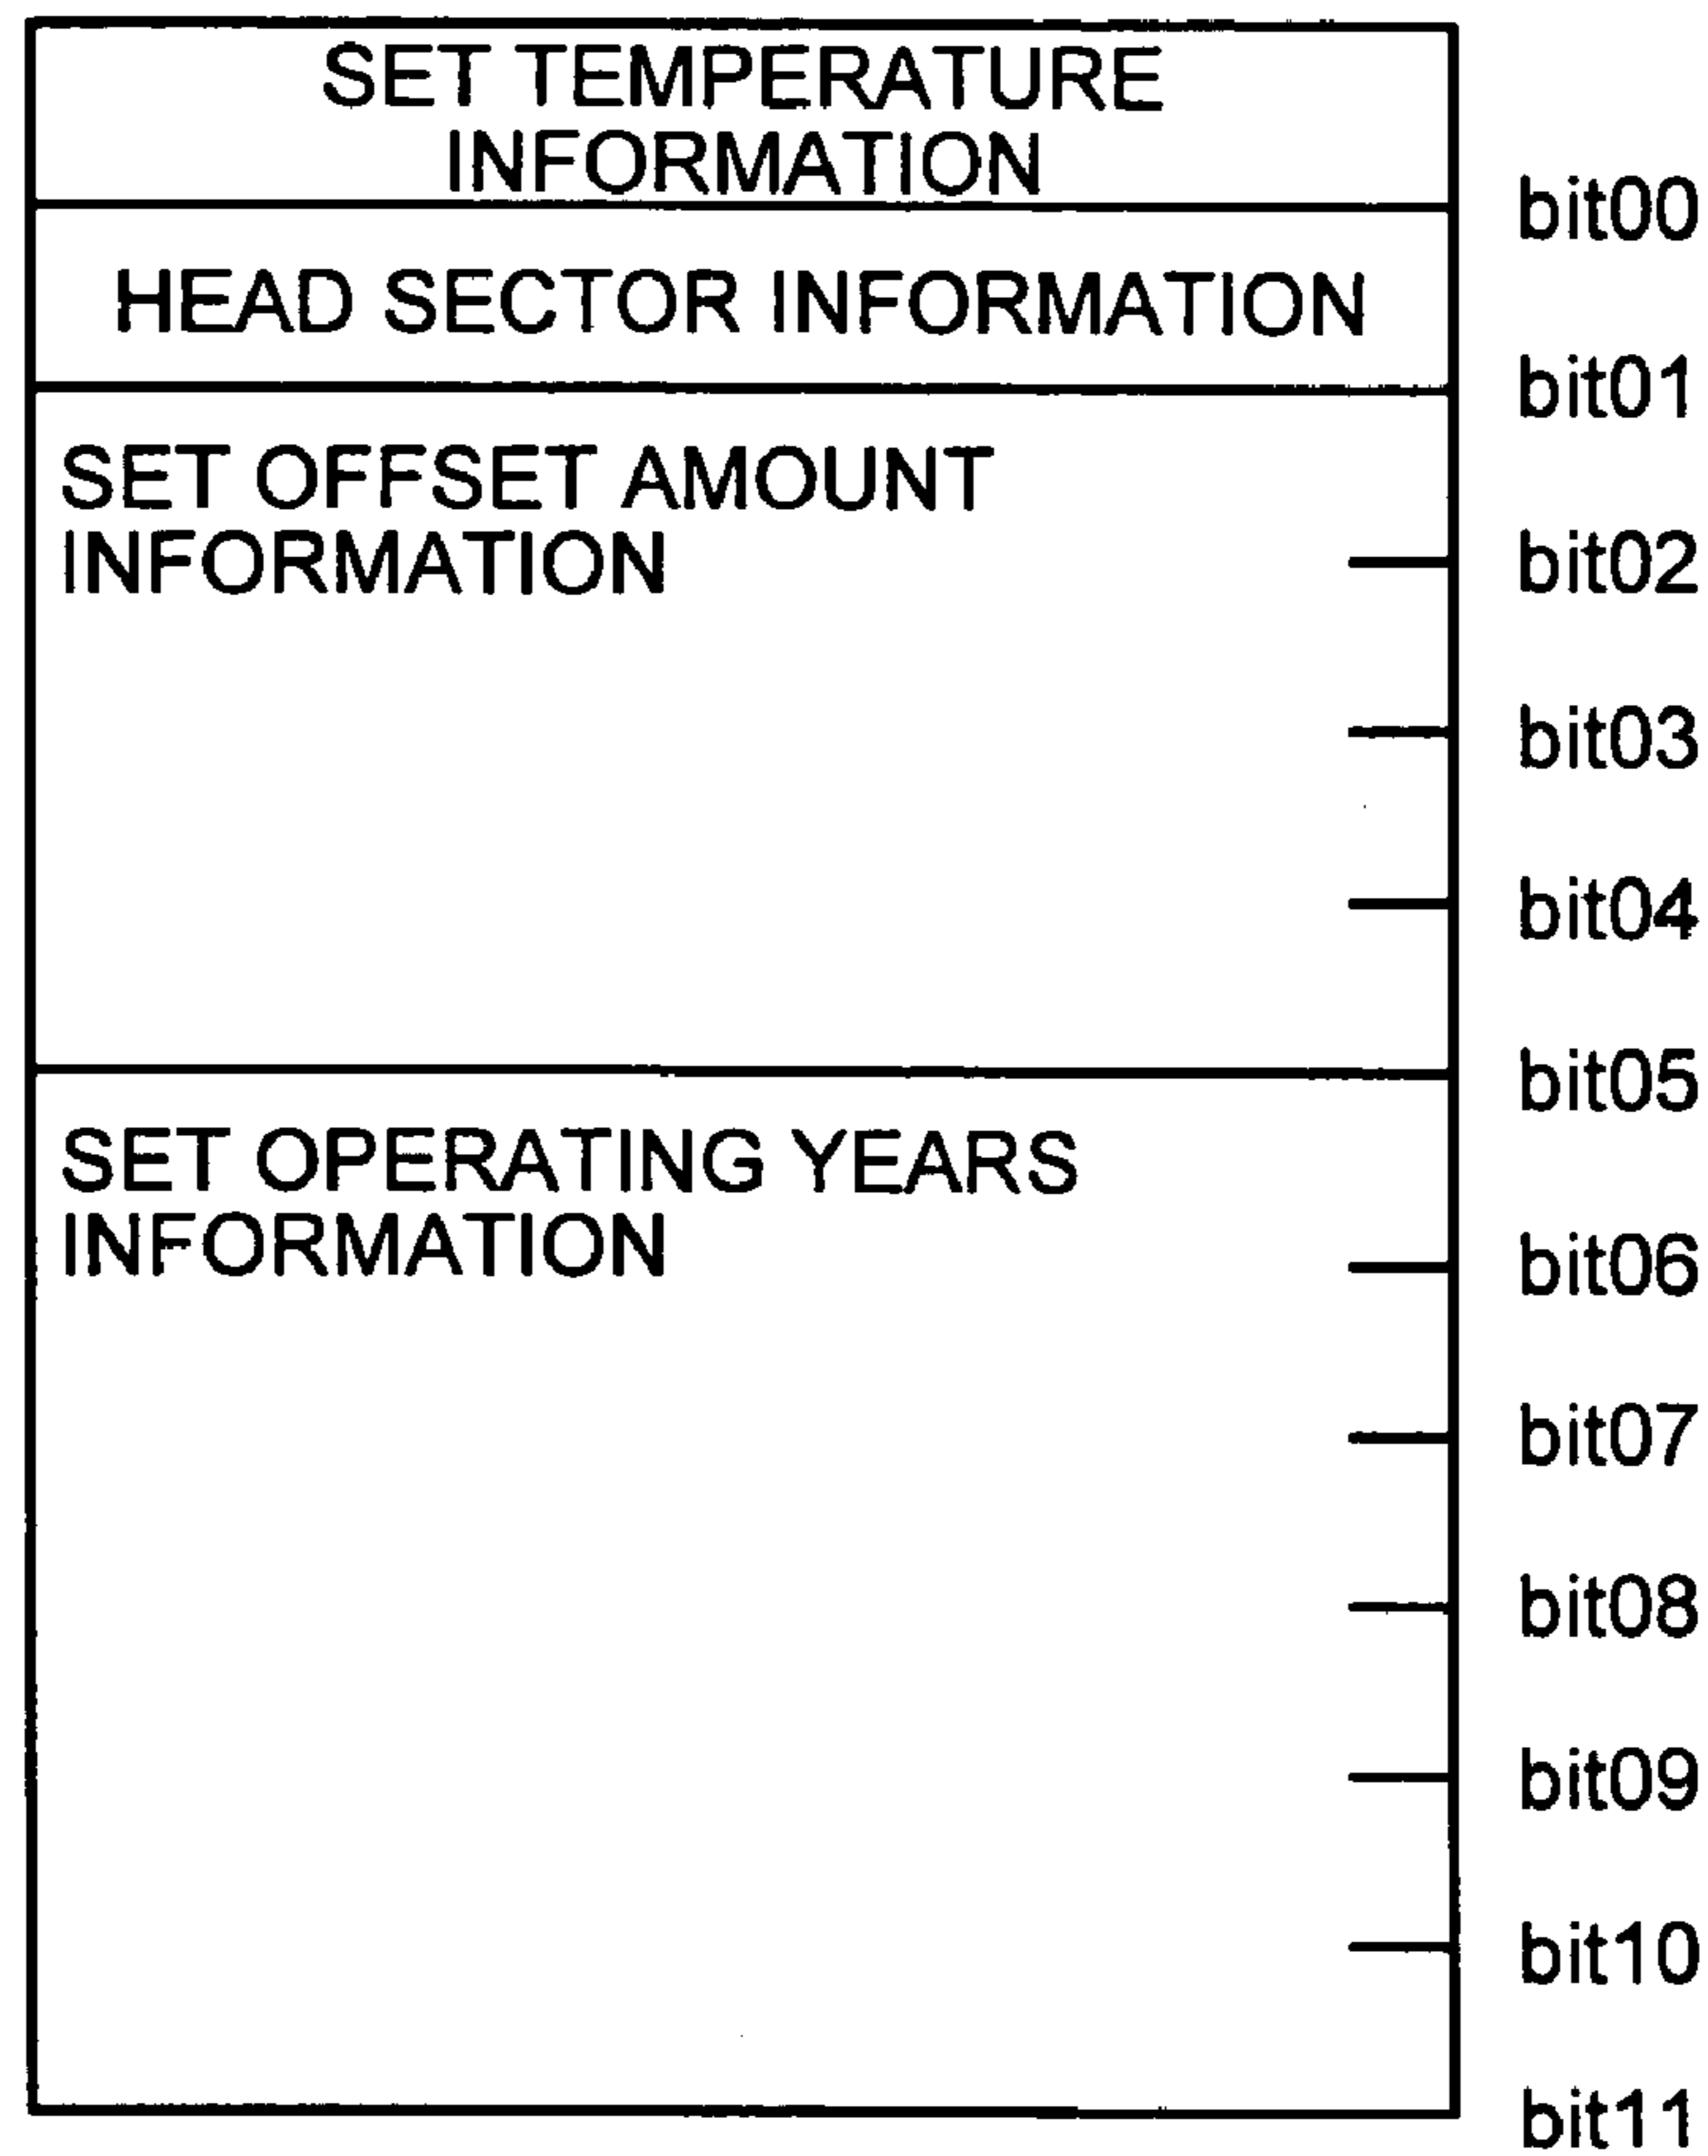 SET TEMPERATURE
INFORMATION
bit00
HEAD SECTOR INFORMATION
bit01
SET OFFSET AMOUNT
INFORMATION
bit02
bit03
bit04
bit05
SET OPERATING YEARS
INFORMATION
bit06
bit07
bit08
bit09
bit10
bit11